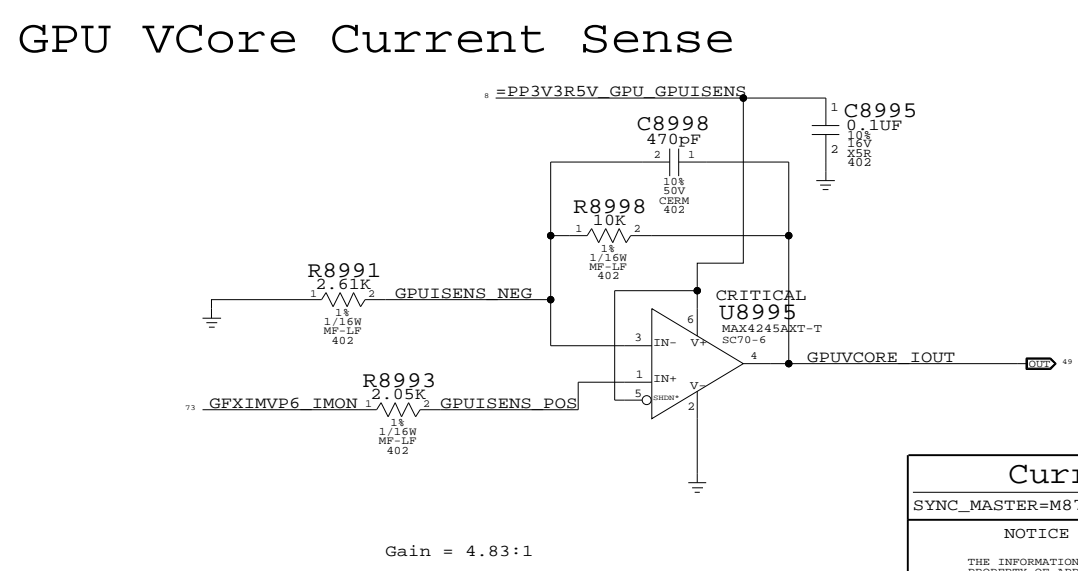 GPU VCore Current Sense
8 =PP3V3R5V_GPU_GPUISENS
1 C8995
0.1UF
10%
16V
2 X5R
402
C8998
470pF
2 1
10%
50V
CERM
402
R8998
10K
1 2
1%
1/16W
MF-LF
402
R8991
2.61K
1 2 GPUISENS_NEG
1%
1/16W
MF-LF
402
CRITICAL
U8995
MAX4245AXT-T
SC70-6
6
3 IN- V+
4 GPUVCORE_IOUT OUT 49
1 IN+
V-
5 SHDN*
2
R8993
2.05K
73 GFXIMVP6_IMON 1 2 GPUISENS_POS
1%
1/16W
MF-LF
402
Gain = 4.83:1
Curr
SYNC_MASTER=M87
NOTICE
THE INFORMATION